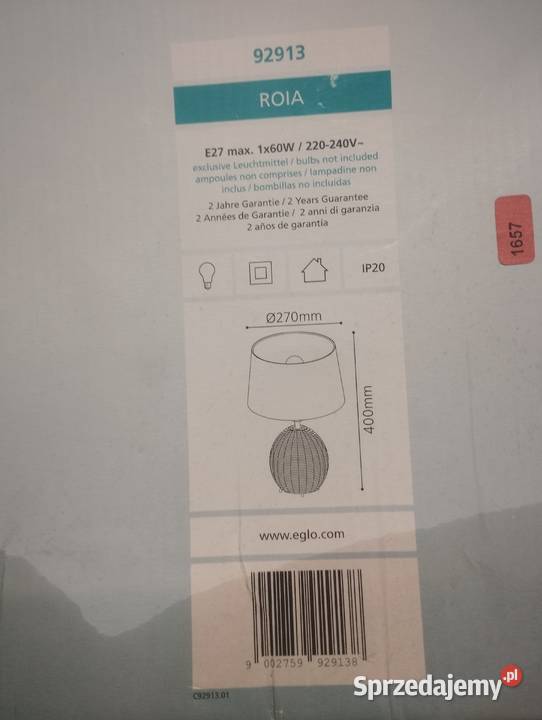 92913
ROIA
E27 max. 1x60W / 220-240V~
exclusive Leuchtmittel / bulbs not included
ampoules non comprises / lampadine non
inclus / bombillas no incluidas
2 Jahre Garantie / 2 Years Guarantee
2 Années de Garantie / 2 anni di garanzia
2 años de garantía
IP20
1657
Ø270mm
400mm
www.eglo.com
9 002759 929138
C92913.01
Sprzedajemy.pl